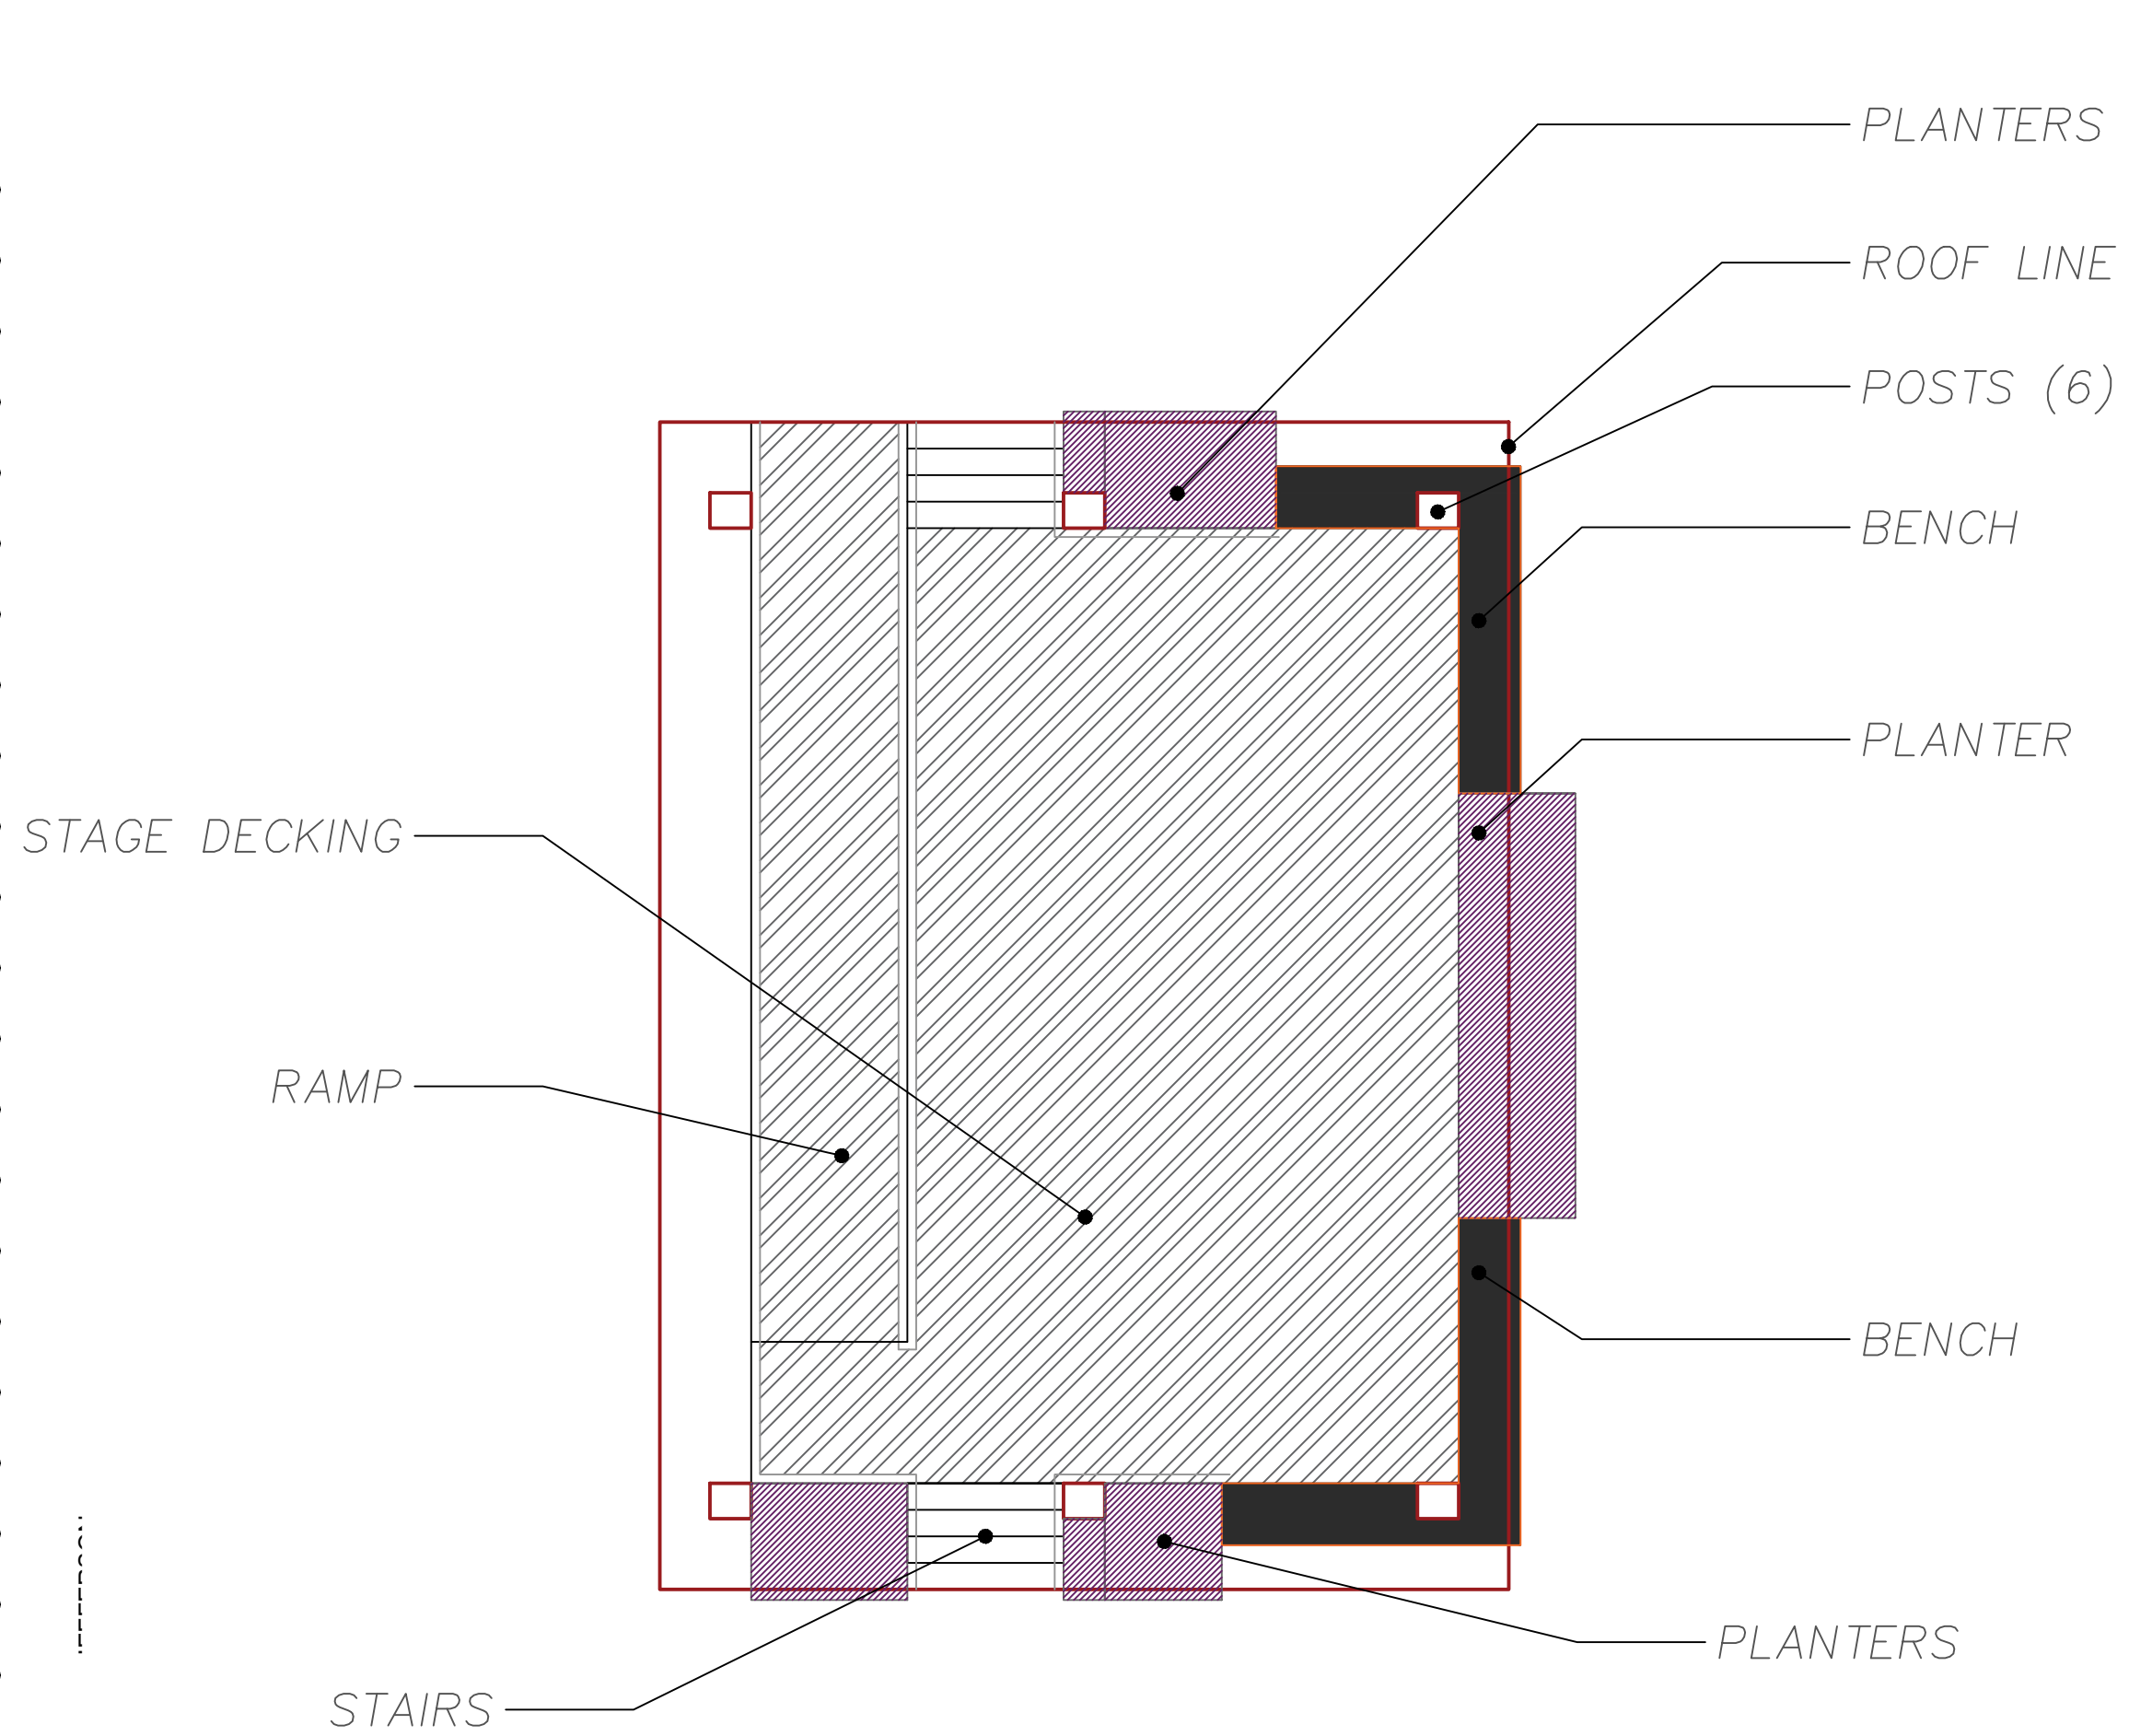 PLANTERS
ROOF LINE
POSTS (6)
BENCH
PLANTER
STAGE DECKING
RAMP
BENCH
PLANTERS
STAIRS